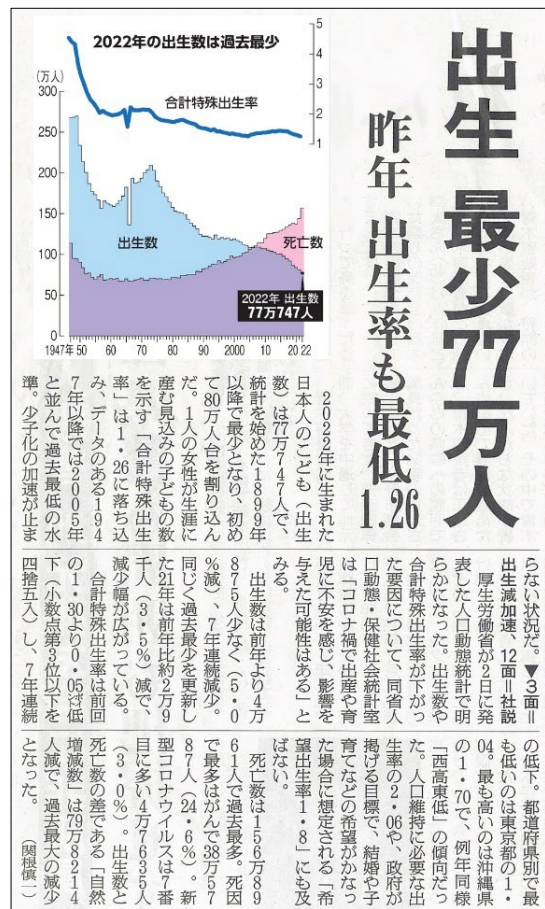 出生 最少77万人
昨年 出生率も最低1.26
2022年の出生数は過去最少
(万人)
300
250
200
150
100
50
0
5
4
3
2
1
合計特殊出生率
出生数
死亡数
2022年 出生数
77万747人
1947年 50 60 70 80 90 2000 10 20 22
2022年に生まれた
日本人のこども（出生
数）は77万747人で、
統計を始めた1899年
以降で最少となり、初め
て80万人台を割り込ん
だ。1人の女性が生涯に
産む見込みの子どもの数
を示す「合計特殊出生
率」は1・26に落ち込
み、データのある194
7年以降では2005年
と並んで過去最低の水
準。少子化の加速が止ま
らない状況だ。▼3面＝
出生減加速、12面＝社説
厚生労働省が2日に発
表した人口動態統計で明
らかになった。出生数や
合計特殊出生率が下がっ
た要因について、同省人
口動態・保健社会統計室
は「コロナ禍で出産や育
児に不安を感じ、影響を
与えた可能性はある」と
みる。
出生数は前年より4万
875人少なく（5・0
%減）、7年連続減少。
同じく過去最少を更新し
た21年は前年比約2万9
千人（3・5%）減で、
減少幅が広がっている。
合計特殊出生率は前回
の1・30より0・05㌽低
下（小数点第3位以下を
四捨五入）し、7年連続
の低下。都道府県別で最
も低いのは東京都の1・
04。最も高いのは沖縄県
の1・70で、例年同様
「西高東低」の傾向だっ
た。人口維持に必要な出
生率の2・06や、政府が
掲げる目標で、結婚や子
育てなどの希望がかなっ
た場合に想定される「希
望出生率1・8」にも及
ばない。
死亡数は156万89
61人で過去最多。死因
で最多はがんで38万57
87人（24・6%）。新
型コロナウイルスは7番
目に多い4万7635人
（3・0%）。出生数と
死亡数の差である「自然
増減数」は79万8214
人減で、過去最大の減少
となった。（関根慎一）